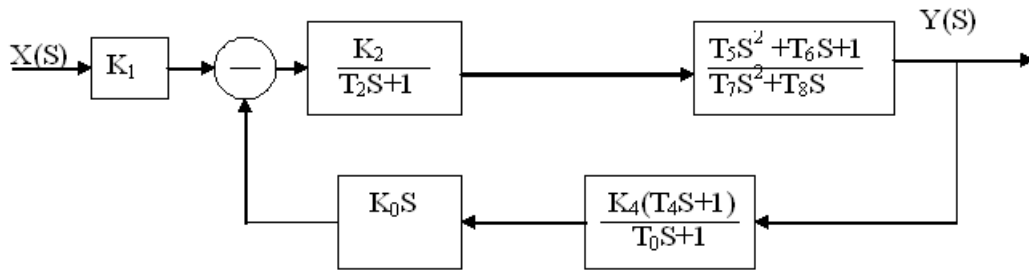 X(S)
K₁
—
K₂
T₂S+1
T₅S² +T₆S+1
T₇S²+T₈S
Y(S)
K₀S
K₄(T₄S+1)
T₀S+1